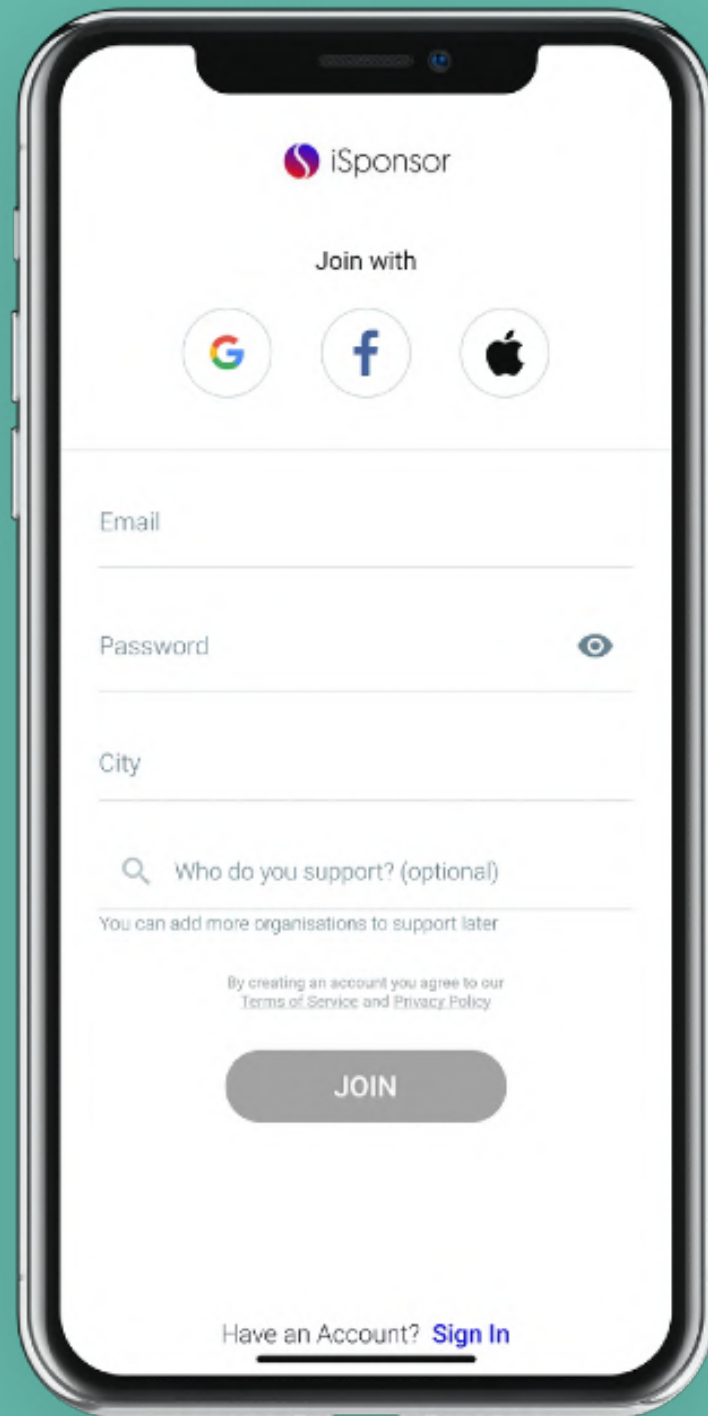 iSponsor
Join with
Email
Password
City
Who do you support? (optional)
You can add more organisations to support later
By creating an account you agree to our
Terms of Service and Privacy Policy
JOIN
Have an Account? Sign In